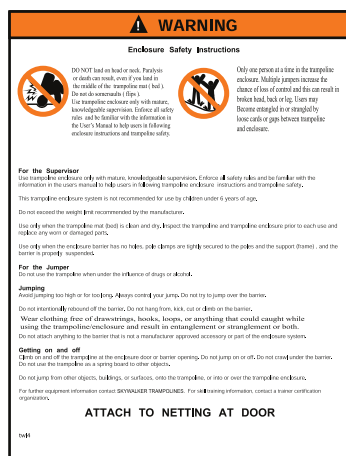 WARNING
Enclosure Safety Instructions
DO NOT land on head or neck. Paralysis
or death can result, even if you land in
the middle of the trampoline mat ( bed ).
Do not do somersaults ( flips ).
Use trampoline enclosure only with mature,
knowledgeable supervision. Enforce all safety
rules and be familiar with the information in
the User's Manual to help users in following
enclosure instructions and trampoline safety.
Only one person at a time in the trampoline
enclosure. Multiple jumpers increase the
chance of loss of control and this can result in
broken head, back or leg. Users may
Become entangled in or strangled by
loose cards or gaps between trampoline
and enclosure.
For the Supervisor
Use trampoline enclosure only with mature, knowledgeable supervision. Enforce all safety rules and be familiar with the
information in the users manual to help users in following trampoline enclosure instructions and trampoline safety.
This trampoline enclosure system is not recommended for use by children under 6 years of age.
Do not exceed the weight limit recommended by the manufacturer.
Use only when the trampoline mat (bed) is clean and dry. Inspect the trampoline and trampoline enclosure prior to each use and
replace any worn or damaged parts.
Use only when the enclosure barrier has no holes, pole clamps are tightly secured to the poles and the support (frame) , and the
barrier is properly suspended.
For the Jumper
Do not use the trampoline when under the influence of drugs or alcohol.
Jumping
Avoid jumping too high or for too long. Always control your jump. Do not try to jump over the barrier.
Do not intentionally rebound off the barrier. Do not hang from, kick, cut or climb on the barrier.
Wear clothing free of drawstrings, hooks, loops, or anything that could caught while
using the trampoline/enclosure and result in entanglement or stranglement or both.
Do not attach anything to the barrier that is not a manufacturer approved accessory or part of the enclosure system.
Getting on and off
Climb on and off the trampoline at the enclosure door or barrier opening. Do not jump on or off. Do not crawl under the barrier.
Do not use the trampoline as a spring board to other objects.
Do not jump from other objects, buildings, or surfaces, onto the trampoline, or into or over the trampoline enclosure.
For further equipment information contact SKYWALKER TRAMPOLINES. For skill training information, contact a trainer certification
organization.
ATTACH TO NETTING AT DOOR
twl4